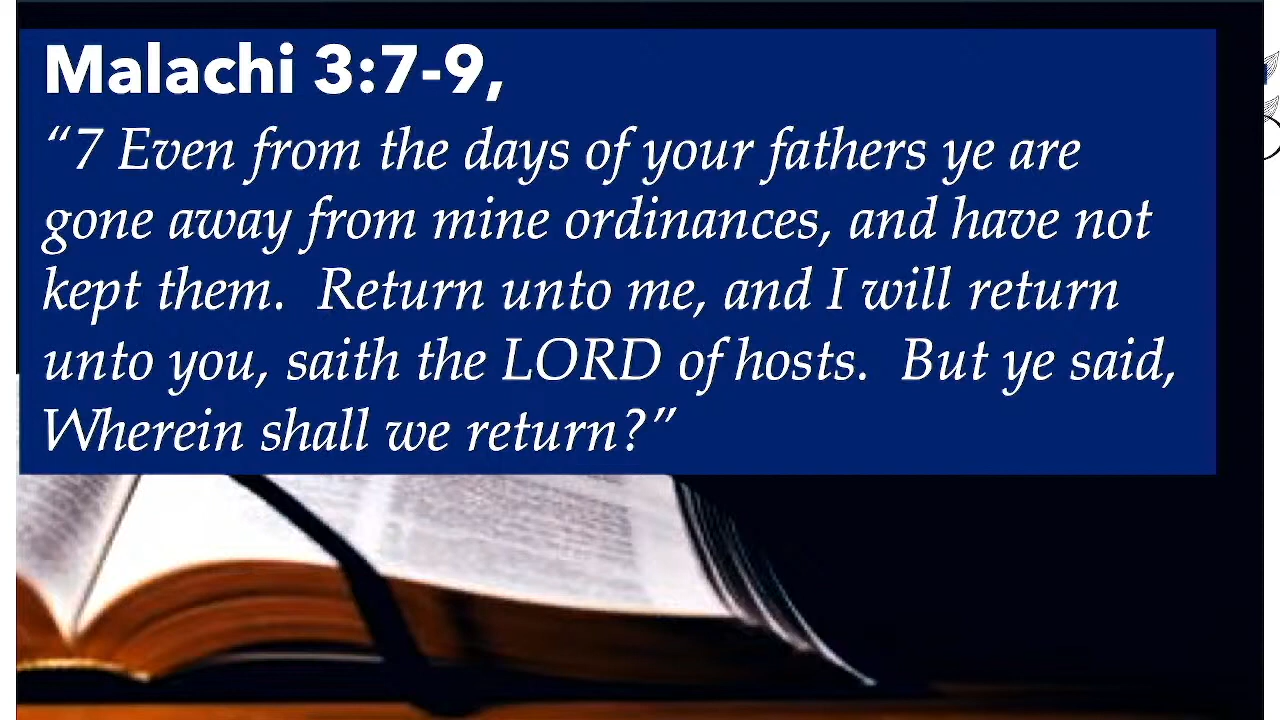 Malachi 3:7-9,
“7 Even from the days of your fathers ye are
gone away from mine ordinances, and have not
kept them.  Return unto me, and I will return
unto you, saith the LORD of hosts.  But ye said,
Wherein shall we return?”